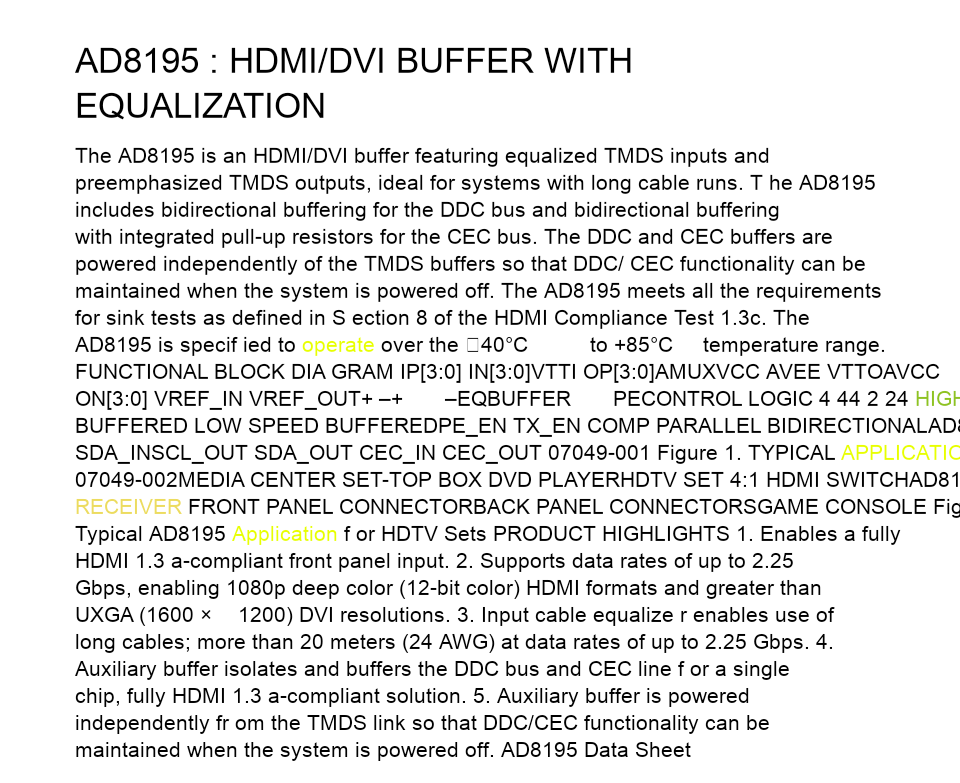 AD8195 : HDMI/DVI BUFFER WITH
EQUALIZATION
The AD8195 is an HDMI/DVI buffer featuring equalized TMDS inputs and
preemphasized TMDS outputs, ideal for systems with long cable runs. T he AD8195
includes bidirectional buffering for the DDC bus and bidirectional buffering
with integrated pull-up resistors for the CEC bus. The DDC and CEC buffers are
powered independently of the TMDS buffers so that DDC/ CEC functionality can be
maintained when the system is powered off. The AD8195 meets all the requirements
for sink tests as defined in S ection 8 of the HDMI Compliance Test 1.3c. The
AD8195 is specif ied to operate over the □40°C to +85°C temperature range.
FUNCTIONAL BLOCK DIA GRAM IP[3:0] IN[3:0]VTTI OP[3:0]AMUXVCC AVEE VTTOAVCC
ON[3:0] VREF_IN VREF_OUT+ –+ –EQBUFFER PECONTROL LOGIC 4 44 2 24 HIGH
BUFFERED LOW SPEED BUFFEREDPE_EN TX_EN COMP PARALLEL BIDIRECTIONALAD8
SDA_INSCL_OUT SDA_OUT CEC_IN CEC_OUT 07049-001 Figure 1. TYPICAL APPLICATIO
07049-002MEDIA CENTER SET-TOP BOX DVD PLAYERHDTV SET 4:1 HDMI SWITCHAD81
RECEIVER FRONT PANEL CONNECTORBACK PANEL CONNECTORSGAME CONSOLE Fig
Typical AD8195 Application f or HDTV Sets PRODUCT HIGHLIGHTS 1. Enables a fully
HDMI 1.3 a-compliant front panel input. 2. Supports data rates of up to 2.25
Gbps, enabling 1080p deep color (12-bit color) HDMI formats and greater than
UXGA (1600 × 1200) DVI resolutions. 3. Input cable equalize r enables use of
long cables; more than 20 meters (24 AWG) at data rates of up to 2.25 Gbps. 4.
Auxiliary buffer isolates and buffers the DDC bus and CEC line f or a single
chip, fully HDMI 1.3 a-compliant solution. 5. Auxiliary buffer is powered
independently fr om the TMDS link so that DDC/CEC functionality can be
maintained when the system is powered off. AD8195 Data Sheet